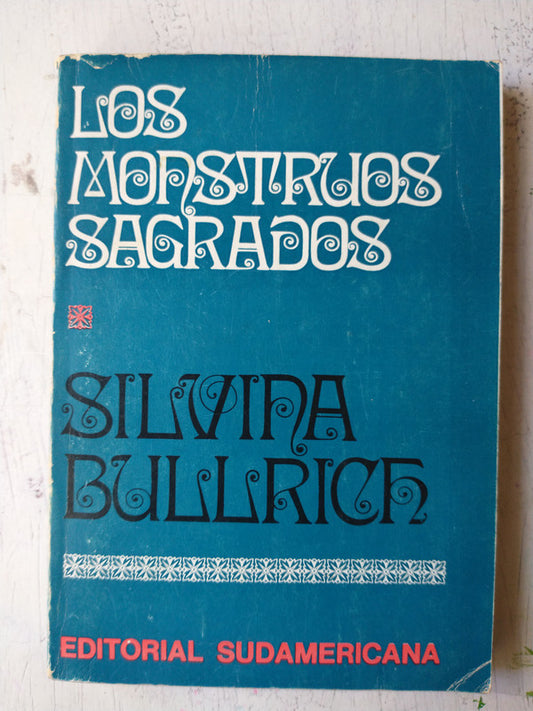 LOS
MONSTRUOS
SAGRADOS
SILVINA
BULLRICH
EDITORIAL SUDAMERICANA